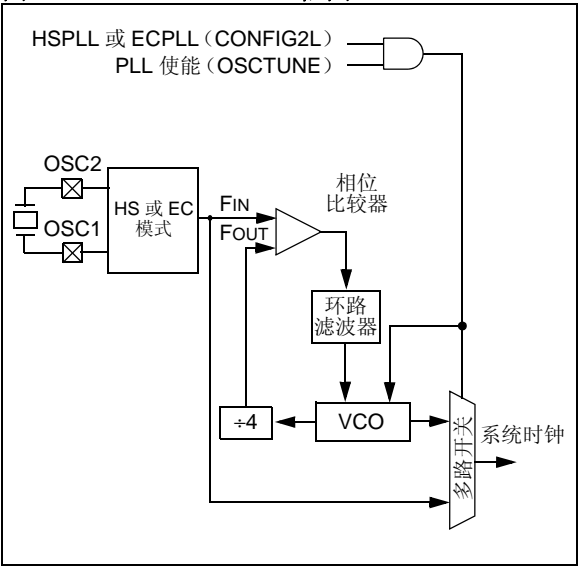 HSPLL 或 ECPLL（CONFIG2L）
PLL 使能（OSCTUNE）
OSC2
OSC1
HS 或 EC
模式
FIN
FOUT
相位
比较器
环路
滤波器
÷4
VCO
多路开关
系统时钟